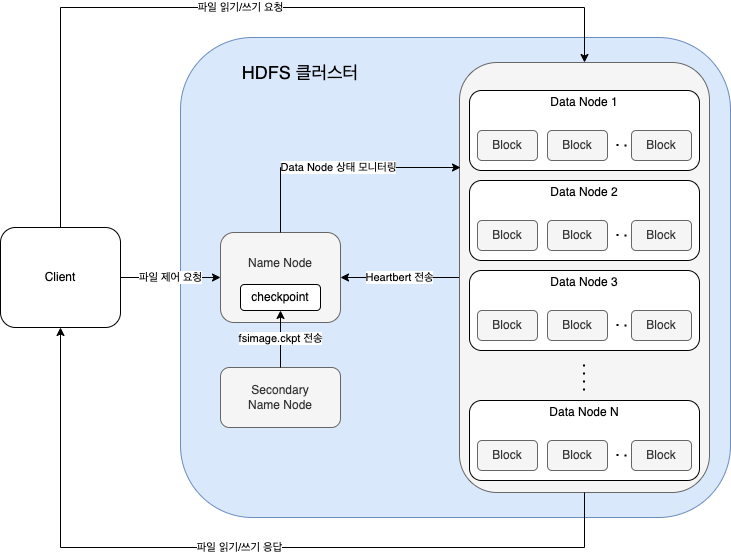 파일 읽기/쓰기 요청
HDFS 클러스터
Data Node 1
Block Block . . Block
Data Node 상태 모니터링
Data Node 2
Block Block . . Block
Client
파일 제어 요청
Name Node
checkpoint
Heartbert 전송
Data Node 3
Block Block . . Block
fsimage.ckpt 전송
Secondary
Name Node
Data Node N
Block Block . . Block
파일 읽기/쓰기 응답